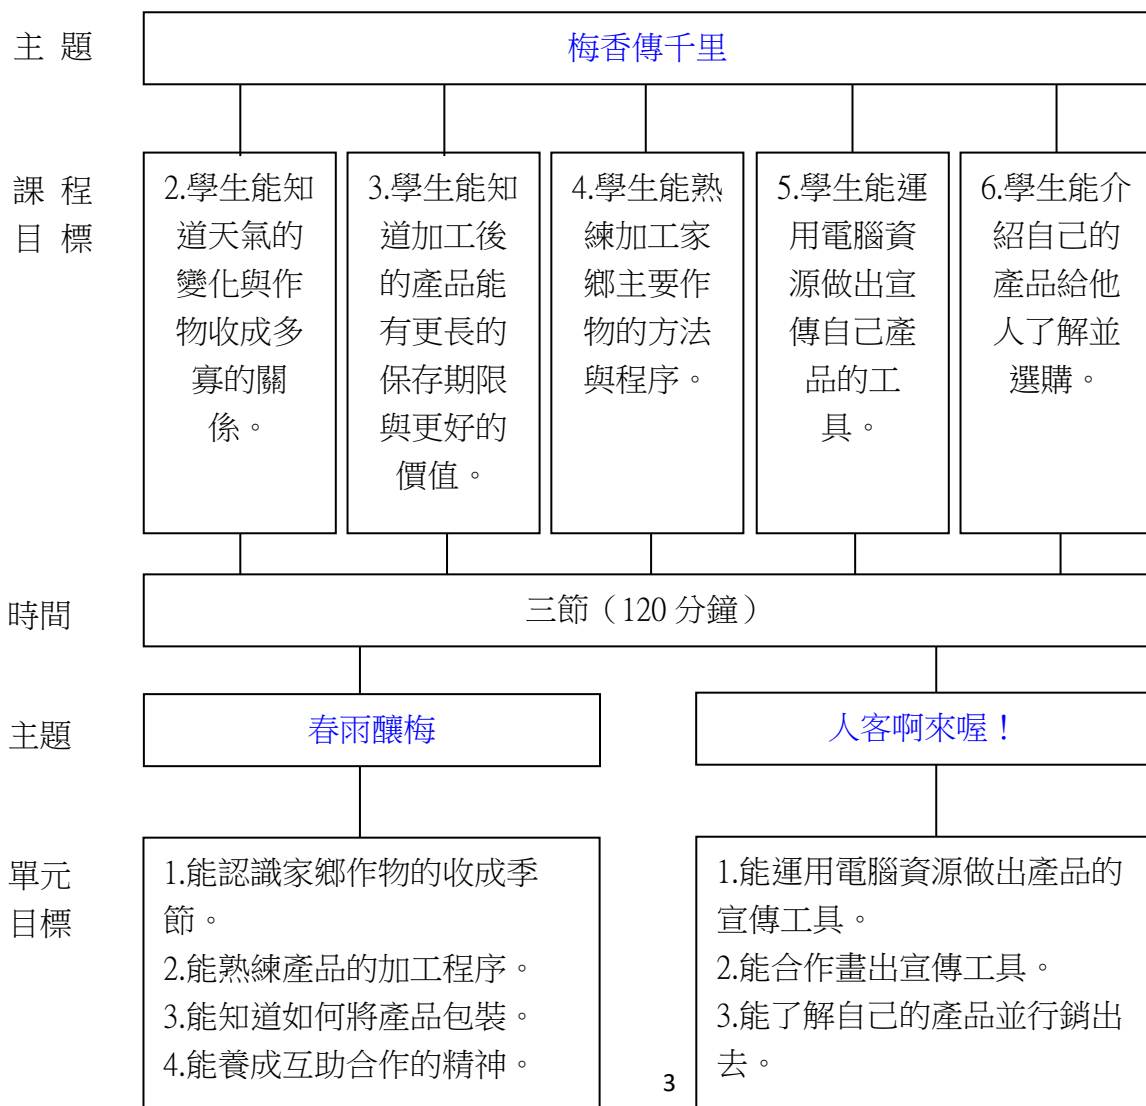 主 題
梅香傳千里
課 程
目 標
2.學生能知
道天氣的
變化與作
物收成多
寡的關
係。
3.學生能知
道加工後
的產品能
有更長的
保存期限
與更好的
價值。
4.學生能熟
練加工家
鄉主要作
物的方法
與程序。
5.學生能運
用電腦資
源做出宣
傳自己產
品的工
具。
6.學生能介
紹自己的
產品給他
人了解並
選購。
時間
三節（120 分鐘）
主題
春雨釀梅
人客啊來喔！
單元
目標
1.能認識家鄉作物的收成季
節。
2.能熟練產品的加工程序。
3.能知道如何將產品包裝。
4.能養成互助合作的精神。
1.能運用電腦資源做出產品的
宣傳工具。
2.能合作畫出宣傳工具。
3.能了解自己的產品並行銷出
去。
3